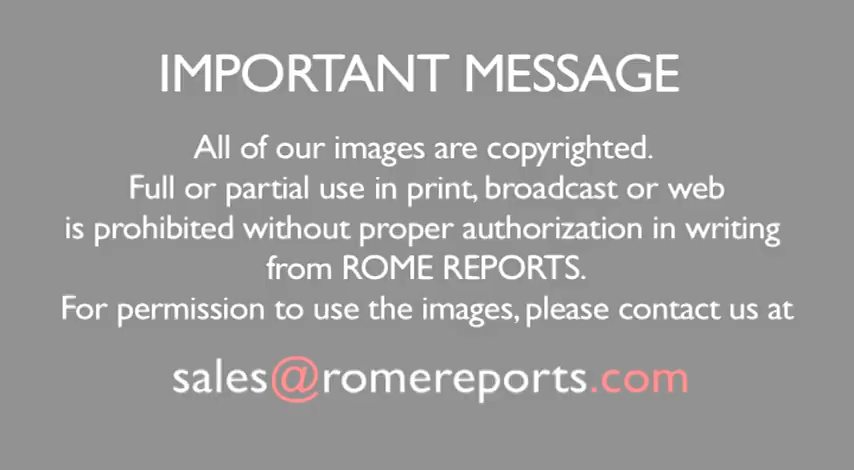 IMPORTANT MESSAGE
All of our images are copyrighted.
Full or partial use in print, broadcast or web
is prohibited without proper authorization in writing
from ROME REPORTS.
For permission to use the images, please contact us at
sales@romereports.com